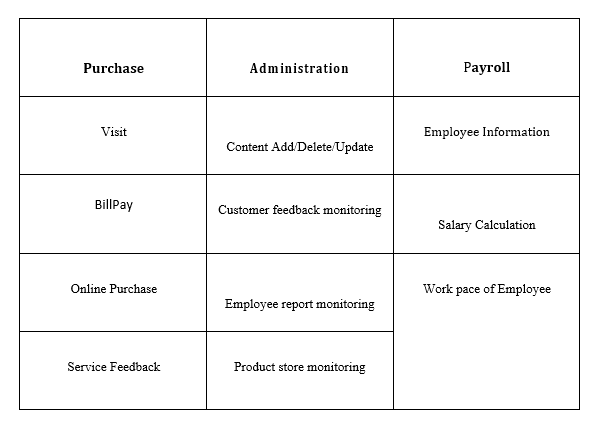 Purchase
Administration
Payroll
Visit
Content Add/Delete/Update
Employee Information
BillPay
Customer feedback monitoring
Salary Calculation
Online Purchase
Employee report monitoring
Work pace of Employee
Service Feedback
Product store monitoring